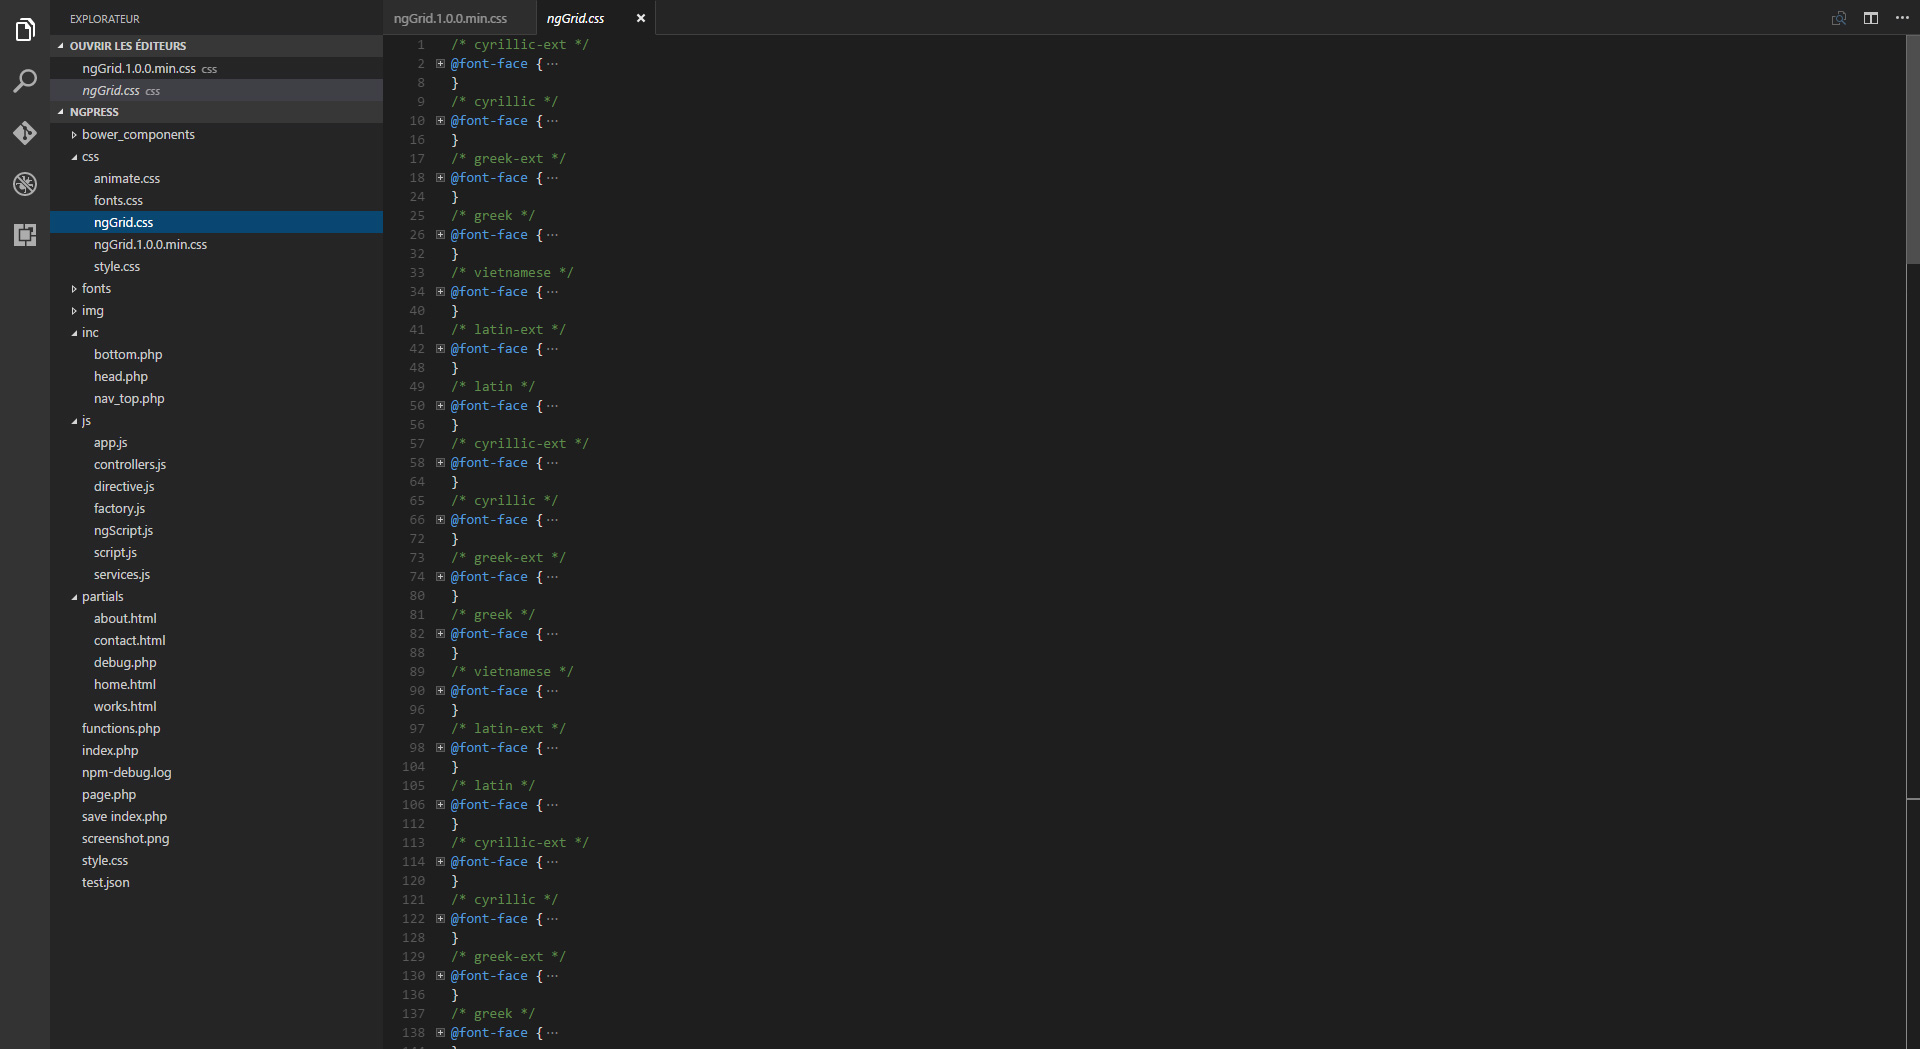 EXPLORATEUR
OUVRIR LES ÉDITEURS
ngGrid.1.0.0.min.css css
ngGrid.css css
NGPRESS
bower_components
css
animate.css
fonts.css
ngGrid.css
ngGrid.1.0.0.min.css
style.css
fonts
img
inc
bottom.php
head.php
nav_top.php
js
app.js
controllers.js
directive.js
factory.js
ngScript.js
script.js
services.js
partials
about.html
contact.html
debug.php
home.html
works.html
functions.php
index.php
npm-debug.log
page.php
save index.php
screenshot.png
style.css
test.json
ngGrid.1.0.0.min.css
ngGrid.css
1 /* cyrillic-ext */
2 @font-face { ···
8 }
9 /* cyrillic */
10 @font-face { ···
16 }
17 /* greek-ext */
18 @font-face { ···
24 }
25 /* greek */
26 @font-face { ···
32 }
33 /* vietnamese */
34 @font-face { ···
40 }
41 /* latin-ext */
42 @font-face { ···
48 }
49 /* latin */
50 @font-face { ···
56 }
57 /* cyrillic-ext */
58 @font-face { ···
64 }
65 /* cyrillic */
66 @font-face { ···
72 }
73 /* greek-ext */
74 @font-face { ···
80 }
81 /* greek */
82 @font-face { ···
88 }
89 /* vietnamese */
90 @font-face { ···
96 }
97 /* latin-ext */
98 @font-face { ···
104 }
105 /* latin */
106 @font-face { ···
112 }
113 /* cyrillic-ext */
114 @font-face { ···
120 }
121 /* cyrillic */
122 @font-face { ···
128 }
129 /* greek-ext */
130 @font-face { ···
136 }
137 /* greek */
138 @font-face { ···